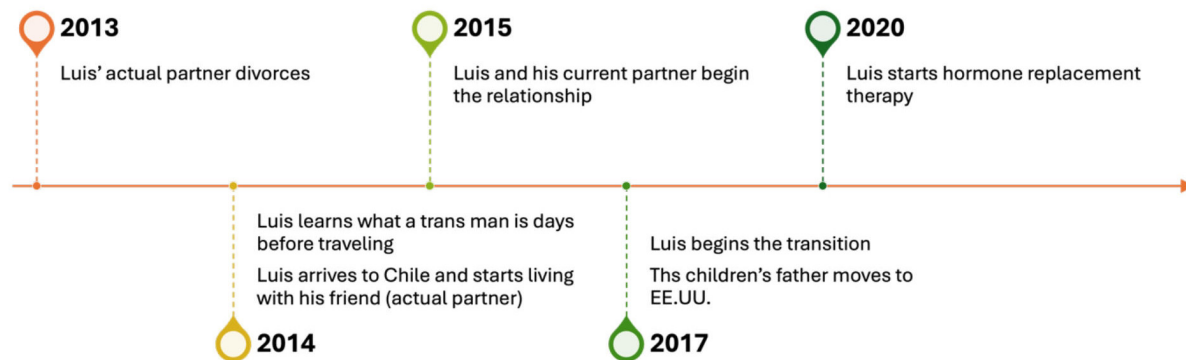 2013
Luis’ actual partner divorces
2015
Luis and his current partner begin
the relationship
2020
Luis starts hormone replacement
therapy
Luis learns what a trans man is days
before traveling
Luis arrives to Chile and starts living
with his friend (actual partner)
2014
Luis begins the transition
Ths children’s father moves to
EE.UU.
2017